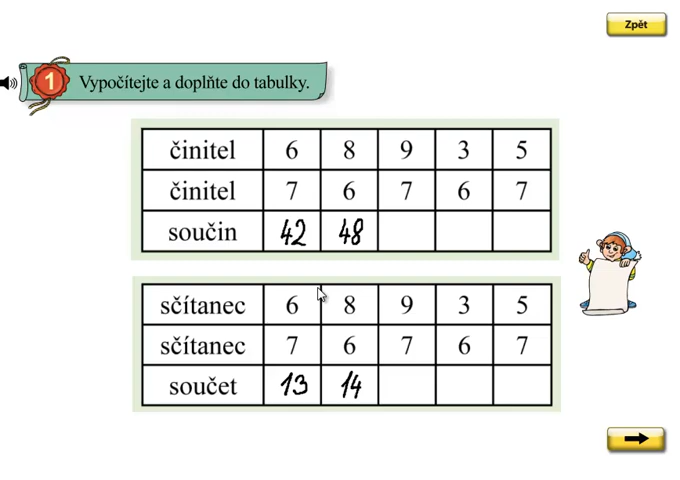 Zpět
1 Vypočítejte a doplňte do tabulky.
činitel 6 8 9 3 5
činitel 7 6 7 6 7
součin 42 48
sčítanec 6 8 9 3 5
sčítanec 7 6 7 6 7
součet 13 14